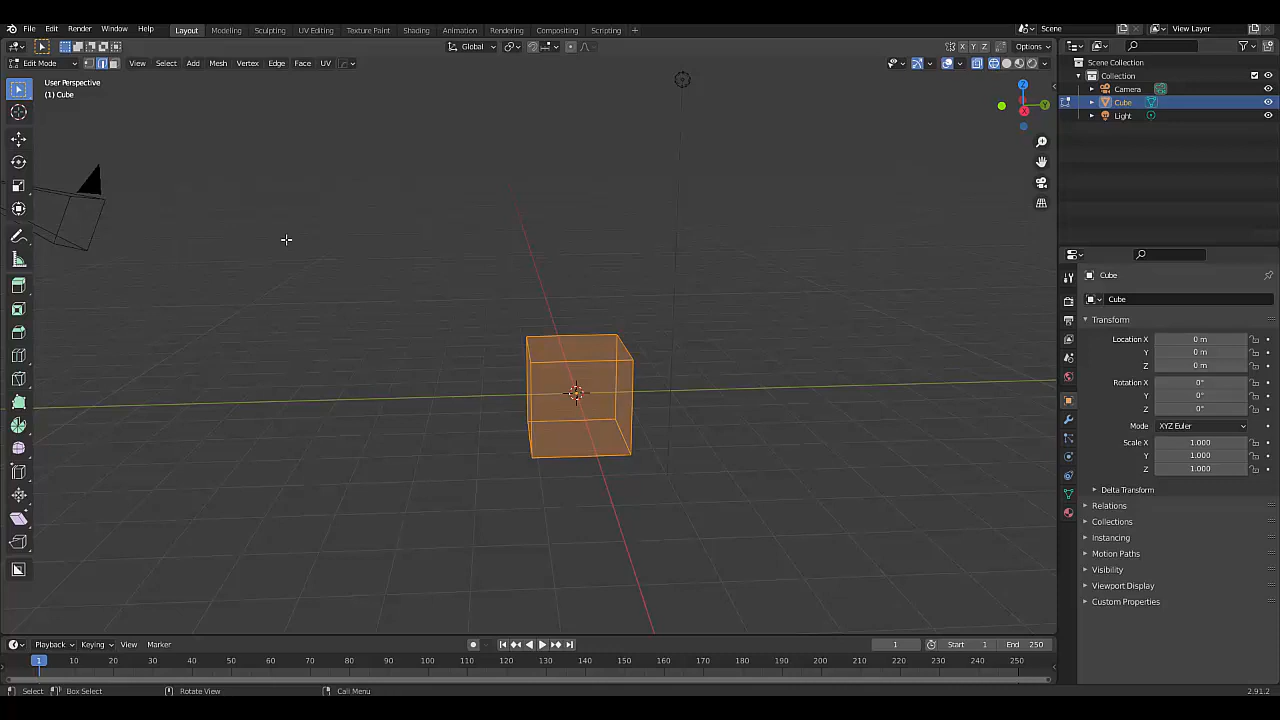 File Edit Render Window Help
Layout Modeling Sculpting UV Editing Texture Paint Shading Animation Rendering Compositing Scripting +
Scene
View Layer
Global
X Y Z
Options
Edit Mode
View Select Add Mesh Vertex Edge Face UV
User Perspective
(1) Cube
Z
Y
X
Scene Collection
Collection
Camera
Cube
Light
Cube
Cube
Transform
Location X 0 m
Y 0 m
Z 0 m
Rotation X 0°
Y 0°
Z 0°
Mode XYZ Euler
Scale X 1.000
Y 1.000
Z 1.000
Delta Transform
Relations
Collections
Instancing
Motion Paths
Visibility
Viewport Display
Custom Properties
Playback Keying View Marker
1
Start 1
End 250
1 10 20 30 40 50 60 70 80 90 100 110 120 130 140 150 160 170 180 190 200 210 220 230 240 250
Select
Box Select
Rotate View
Call Menu
2.91.2